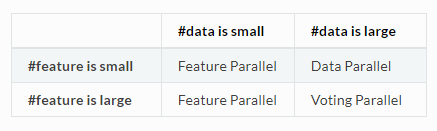 #data is small #data is large
#feature is small Feature Parallel Data Parallel
#feature is large Feature Parallel Voting Parallel